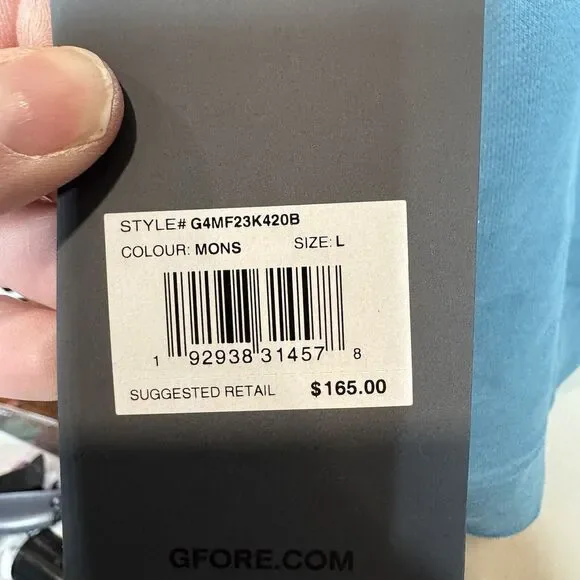 STYLE# G4MF23K420B
COLOUR: MONS SIZE: L
1 92938 31457 8
SUGGESTED RETAIL $165.00
GFORE.COM